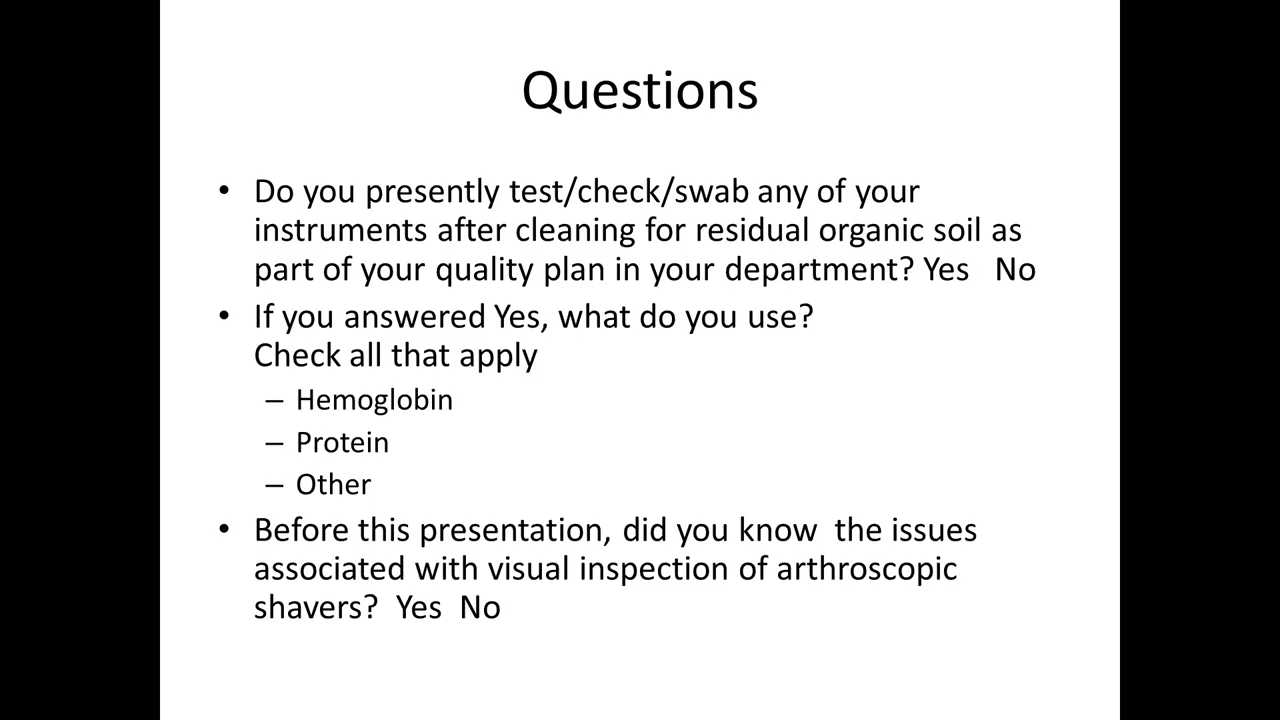 Questions
• Do you presently test/check/swab any of your
instruments after cleaning for residual organic soil as
part of your quality plan in your department? Yes No
• If you answered Yes, what do you use?
Check all that apply
– Hemoglobin
– Protein
– Other
• Before this presentation, did you know the issues
associated with visual inspection of arthroscopic
shavers? Yes No